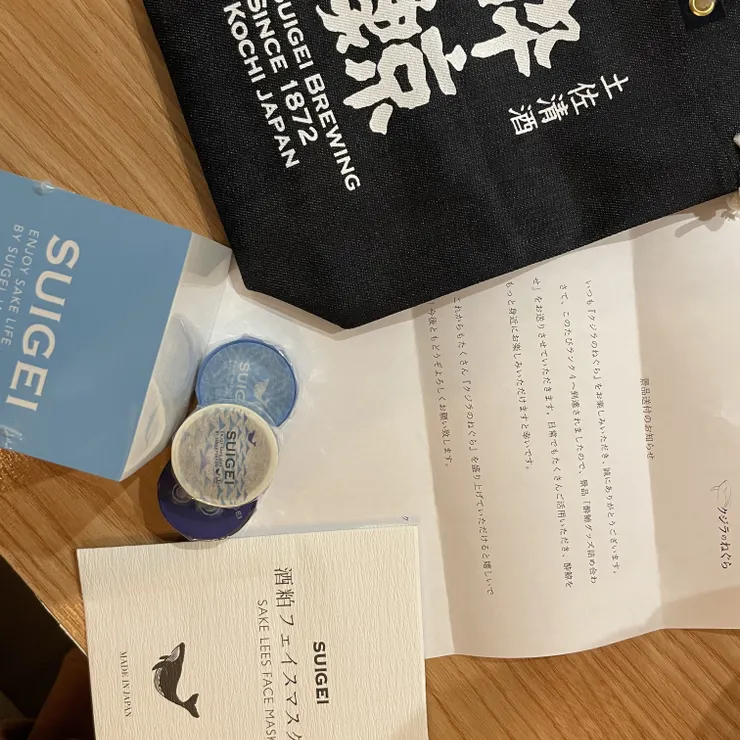 酔鯨
土佐清酒
SUIGEI BREWING
SINCE 1872
KOCHI JAPAN
SUIGEI
ENJOY SAKE LIFE
BY SUIGEI
SUIGEI
SUIGEI
クジラのねぐら
景品送付のお知らせ
いつも『クジラのねぐら』をお楽しみいただき、誠にありがとうございます。
さて、このたびランク4へ到達されましたので、景品「酔鯨グッズ詰め合わ
せ」をお送りさせていただきます。日常でもたくさんご活用いただき、酔鯨を
もっと身近にお楽しみいただけますと幸いです。
これからもたくさん『クジラのねぐら』を盛り上げていただけると嬉しいで
今後ともどうぞよろしくお願い致します。
SUIGEI
酒粕フェイスマスク
SAKE LEES FACE MASK
MADE IN JAPAN